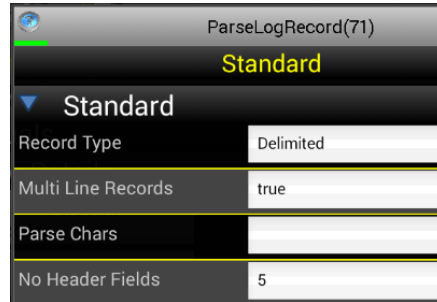 ParseLogRecord(71)
Standard
Standard
Record Type Delimited
Multi Line Records true
Parse Chars
No Header Fields 5